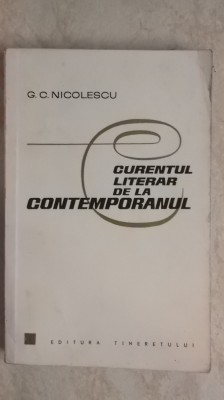 G. C. NICOLESCU
CURENTUL
LITERAR
DE LA
CONTEMPORANUL
EDITURA TINERETULUI